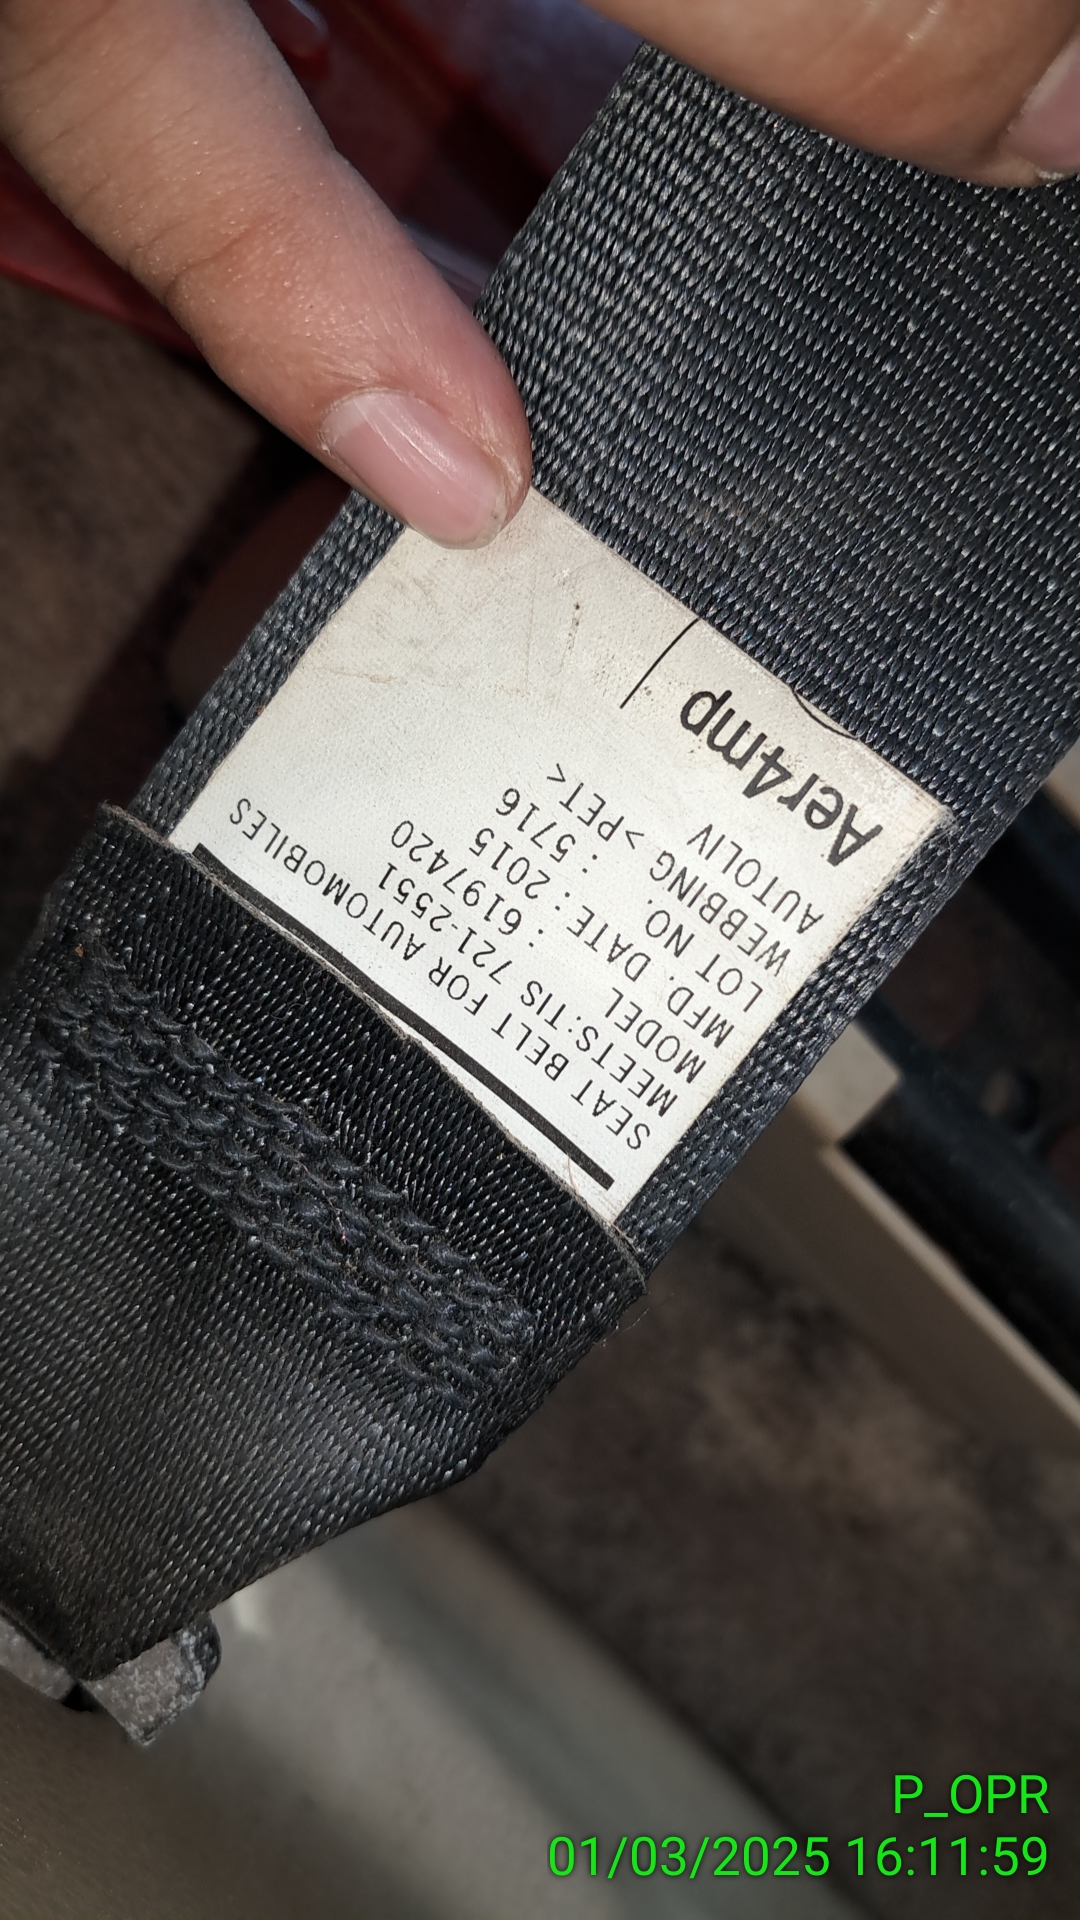 SEAT BELT FOR AUTOMOBILES
MEETS:TIS 721-2551
MODEL : 6197420
MFD. DATE : 2015
LOT NO. : 5716
WEBBING >PET<
AUTOLIV
Aer4mp
P_OPR
01/03/2025 16:11:59